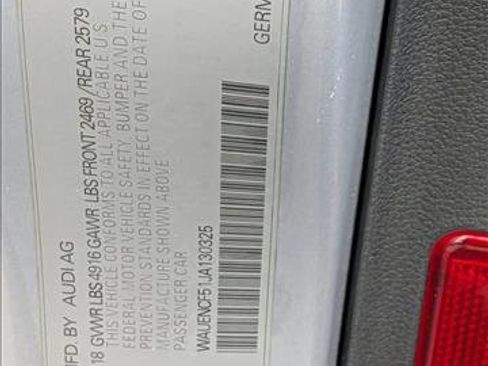 MFD. BY AUDI AG
18 GVWR LBS 4916 GAWR LBS FRONT 2469/REAR 2579
THIS VEHICLE CONFORMS TO ALL APPLICABLE U.S.
FEDERAL MOTOR VEHICLE SAFETY, BUMPER AND THE
PREVENTION STANDARDS IN EFFECT ON THE DATE OF
MANUFACTURE SHOWN ABOVE
PASSENGER CAR
WAUENCF51JA130325
GERM